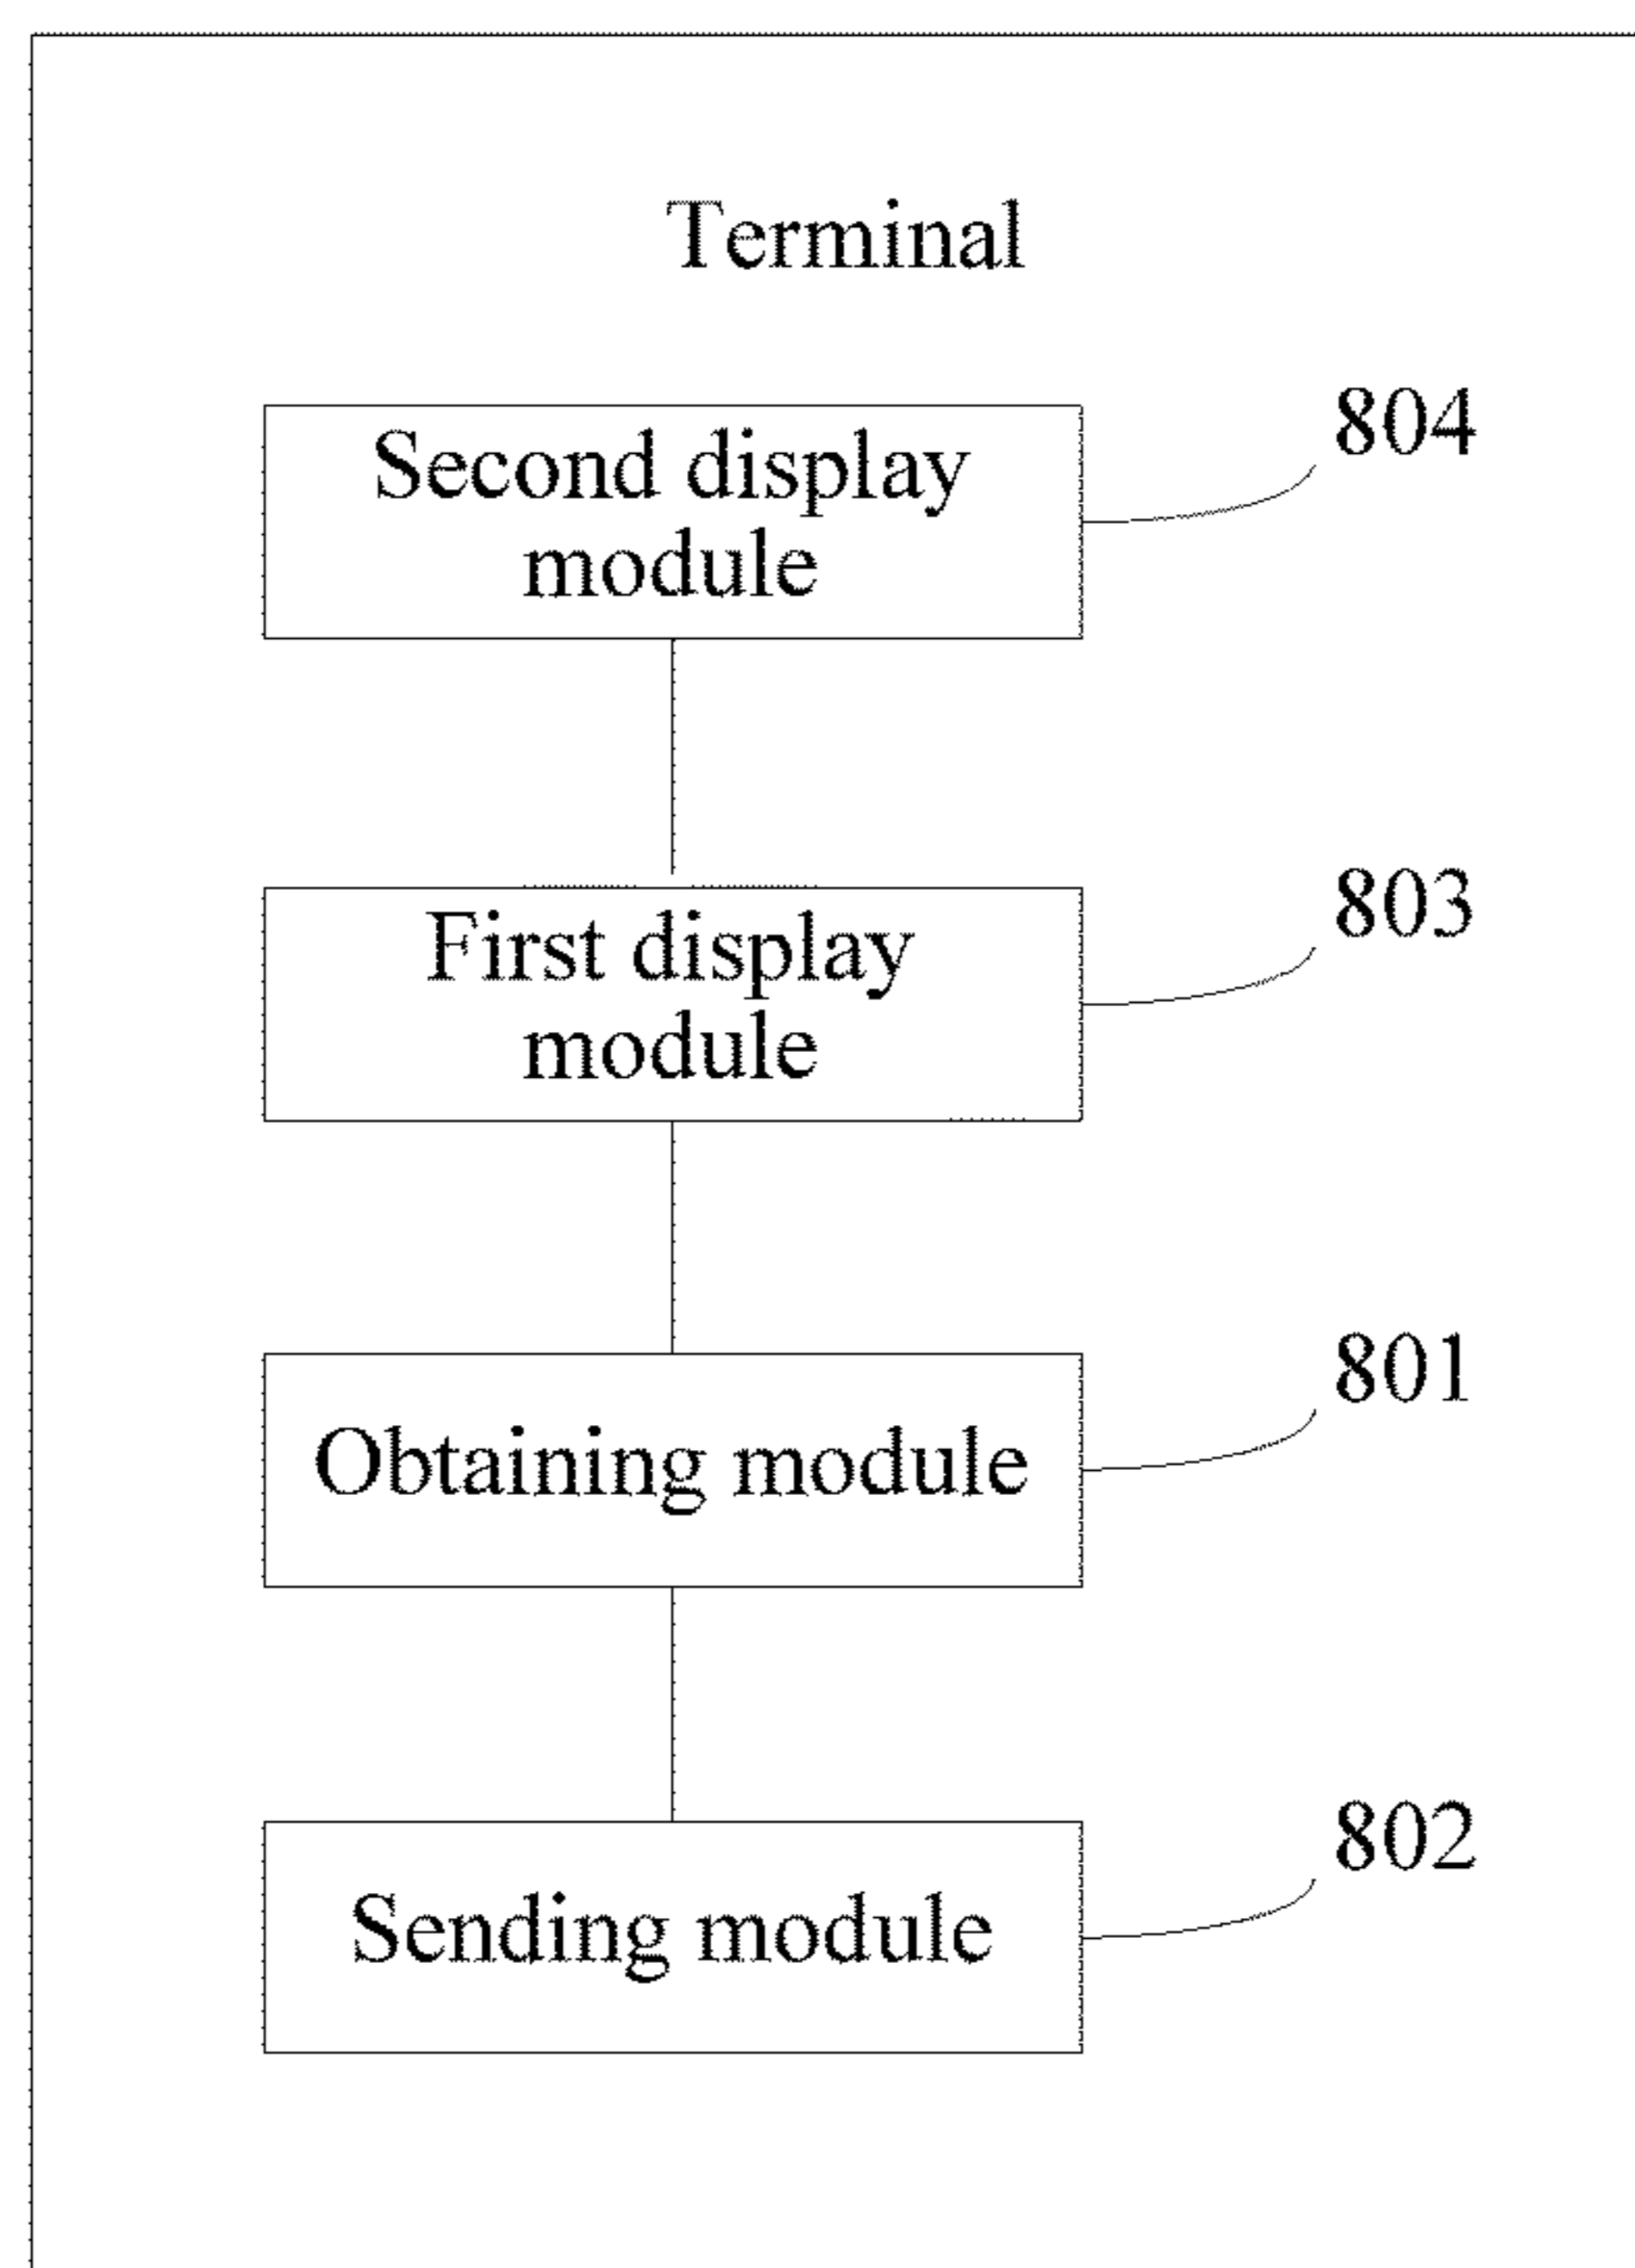 Terminal
804
Second display
module
803
First display
module
801
Obtaining module
802
Sending module